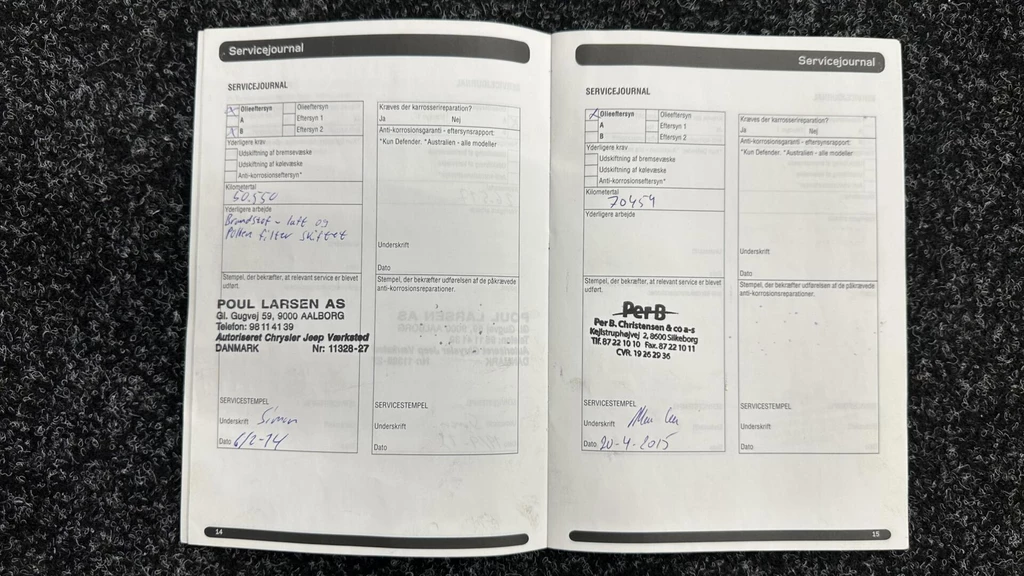 Servicejournal
SERVICEJOURNAL
Olieeftersyn Olieeftersyn
A Eftersyn 1
B Eftersyn 2
Yderligere krav
Udskiftning af bremsevæske
Udskiftning af kølevæske
Anti-korrosionseftersyn*
Kilometertal
50.550
Yderligere arbejde
Brændstof - luft og
Pollen filter skiftet
Stempel, der bekræfter, at relevant service er blevet
udført.
POUL LARSEN AS
Gl. Gugvej 59, 9000 AALBORG
Telefon: 98 11 41 39
Autoriseret Chrysler Jeep Værksted
DANMARK Nr: 11328-27
SERVICESTEMPEL
Underskrift Simon
Dato 6/2-14
Kræves der karrosserireparation?
Ja Nej
Anti-korrosionsgaranti - eftersynsrapport:
*Kun Defender. *Australien - alle modeller
Underskrift
Dato
Stempel, der bekræfter udførelsen af de påkrævede
anti-korrosionsreparationer.
SERVICESTEMPEL
Underskrift
Dato
14
Servicejournal
SERVICEJOURNAL
Olieeftersyn Olieeftersyn
A Eftersyn 1
B Eftersyn 2
Yderligere krav
Udskiftning af bremsevæske
Udskiftning af kølevæske
Anti-korrosionseftersyn*
Kilometertal
70454
Yderligere arbejde
Stempel, der bekræfter, at relevant service er blevet
udført.
Per B
Per B. Christensen & co a-s
Kejlstruphøjvej 2, 8600 Silkeborg
Tlf. 87 22 10 10 Fax. 87 22 10 11
CVR. 19 26 29 36
SERVICESTEMPEL
Underskrift
Dato 20-4-2015
Kræves der karrosserireparation?
Ja Nej
Anti-korrosionsgaranti - eftersynsrapport:
*Kun Defender. *Australien - alle modeller
Underskrift
Dato
Stempel, der bekræfter udførelsen af de påkrævede
anti-korrosionsreparationer.
SERVICESTEMPEL
Underskrift
Dato
15